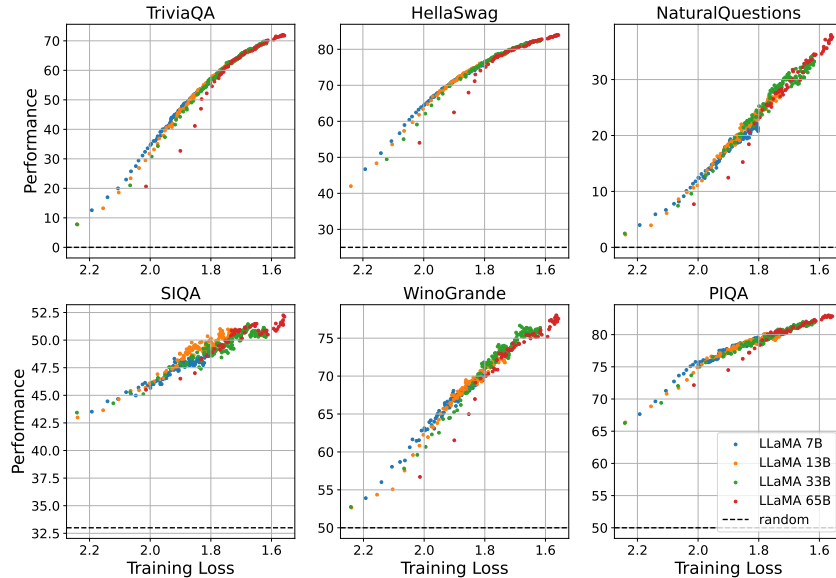 TriviaQA
HellaSwag
NaturalQuestions
Performance
70
60
50
40
30
20
10
0
2.2 2.0 1.8 1.6
80
70
60
50
40
30
2.2 2.0 1.8 1.6
30
20
10
0
2.2 2.0 1.8 1.6
SIQA
WinoGrande
PIQA
Performance
52.5
50.0
47.5
45.0
42.5
40.0
37.5
35.0
32.5
2.2 2.0 1.8 1.6
Training Loss
75
70
65
60
55
50
2.2 2.0 1.8 1.6
Training Loss
80
75
70
65
60
55
50
2.2 2.0 1.8 1.6
Training Loss
LLaMA 7B
LLaMA 13B
LLaMA 33B
LLaMA 65B
random